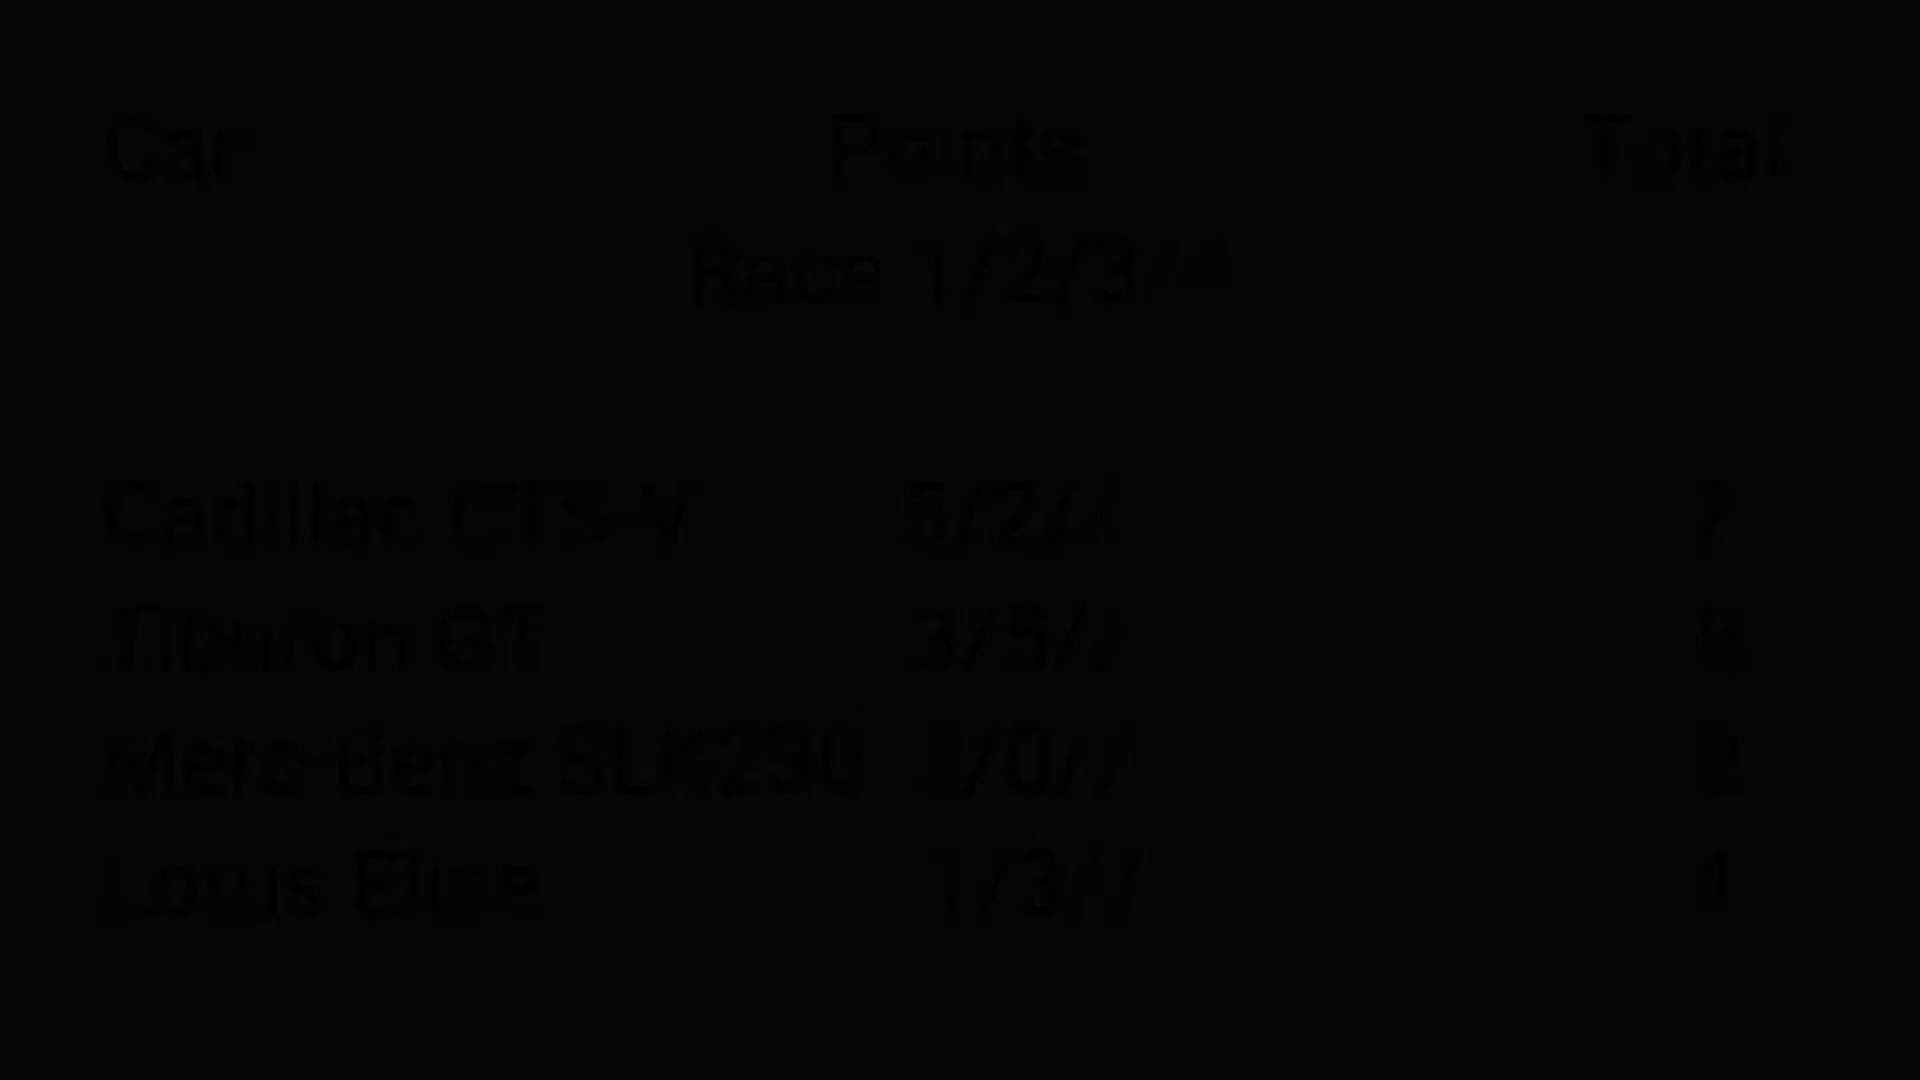 Car Points Total
Race 1/2/3/4
Cadillac CTS-V 5/2// 7
Tiburon GT 3/5// 8
Merc-Benz SLK230 /0// 2
Lotus Elise 1/3// 4